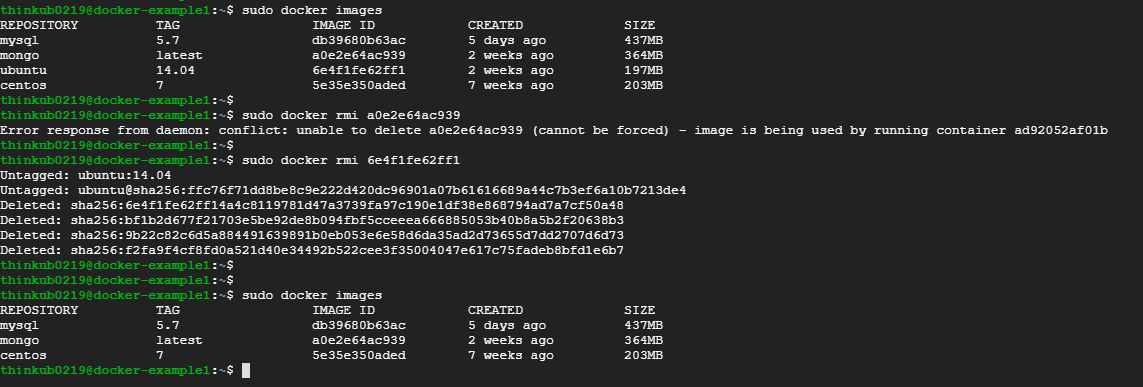 thinkub0219@docker-example1:~$ sudo docker images
REPOSITORY TAG IMAGE ID CREATED SIZE
mysql 5.7 db39680b63ac 5 days ago 437MB
mongo latest a0e2e64ac939 2 weeks ago 364MB
ubuntu 14.04 6e4f1fe62ff1 2 weeks ago 197MB
centos 7 5e35e350aded 7 weeks ago 203MB
thinkub0219@docker-example1:~$
thinkub0219@docker-example1:~$ sudo docker rmi a0e2e64ac939
Error response from daemon: conflict: unable to delete a0e2e64ac939 (cannot be forced) - image is being used by running container ad92052af01b
thinkub0219@docker-example1:~$
thinkub0219@docker-example1:~$ sudo docker rmi 6e4f1fe62ff1
Untagged: ubuntu:14.04
Untagged: ubuntu@sha256:ffc76f71dd8be8c9e222d420dc96901a07b61616689a44c7b3ef6a10b7213de4
Deleted: sha256:6e4f1fe62ff14a4c8119781d47a3739fa97c190e1df38e868794ad7a7cf50a48
Deleted: sha256:bf1b2d677f21703e5be92de8b094fbf5cceeea666885053b40b8a5b2f20638b3
Deleted: sha256:9b22c82c6d5a884491639891b0eb053e6e58d6da35ad2d73655d7dd2707d6d73
Deleted: sha256:f2fa9f4cf8fd0a521d40e34492b522cee3f35004047e617c75fadeb8bfd1e6b7
thinkub0219@docker-example1:~$
thinkub0219@docker-example1:~$
thinkub0219@docker-example1:~$ sudo docker images
REPOSITORY TAG IMAGE ID CREATED SIZE
mysql 5.7 db39680b63ac 5 days ago 437MB
mongo latest a0e2e64ac939 2 weeks ago 364MB
centos 7 5e35e350aded 7 weeks ago 203MB
thinkub0219@docker-example1:~$